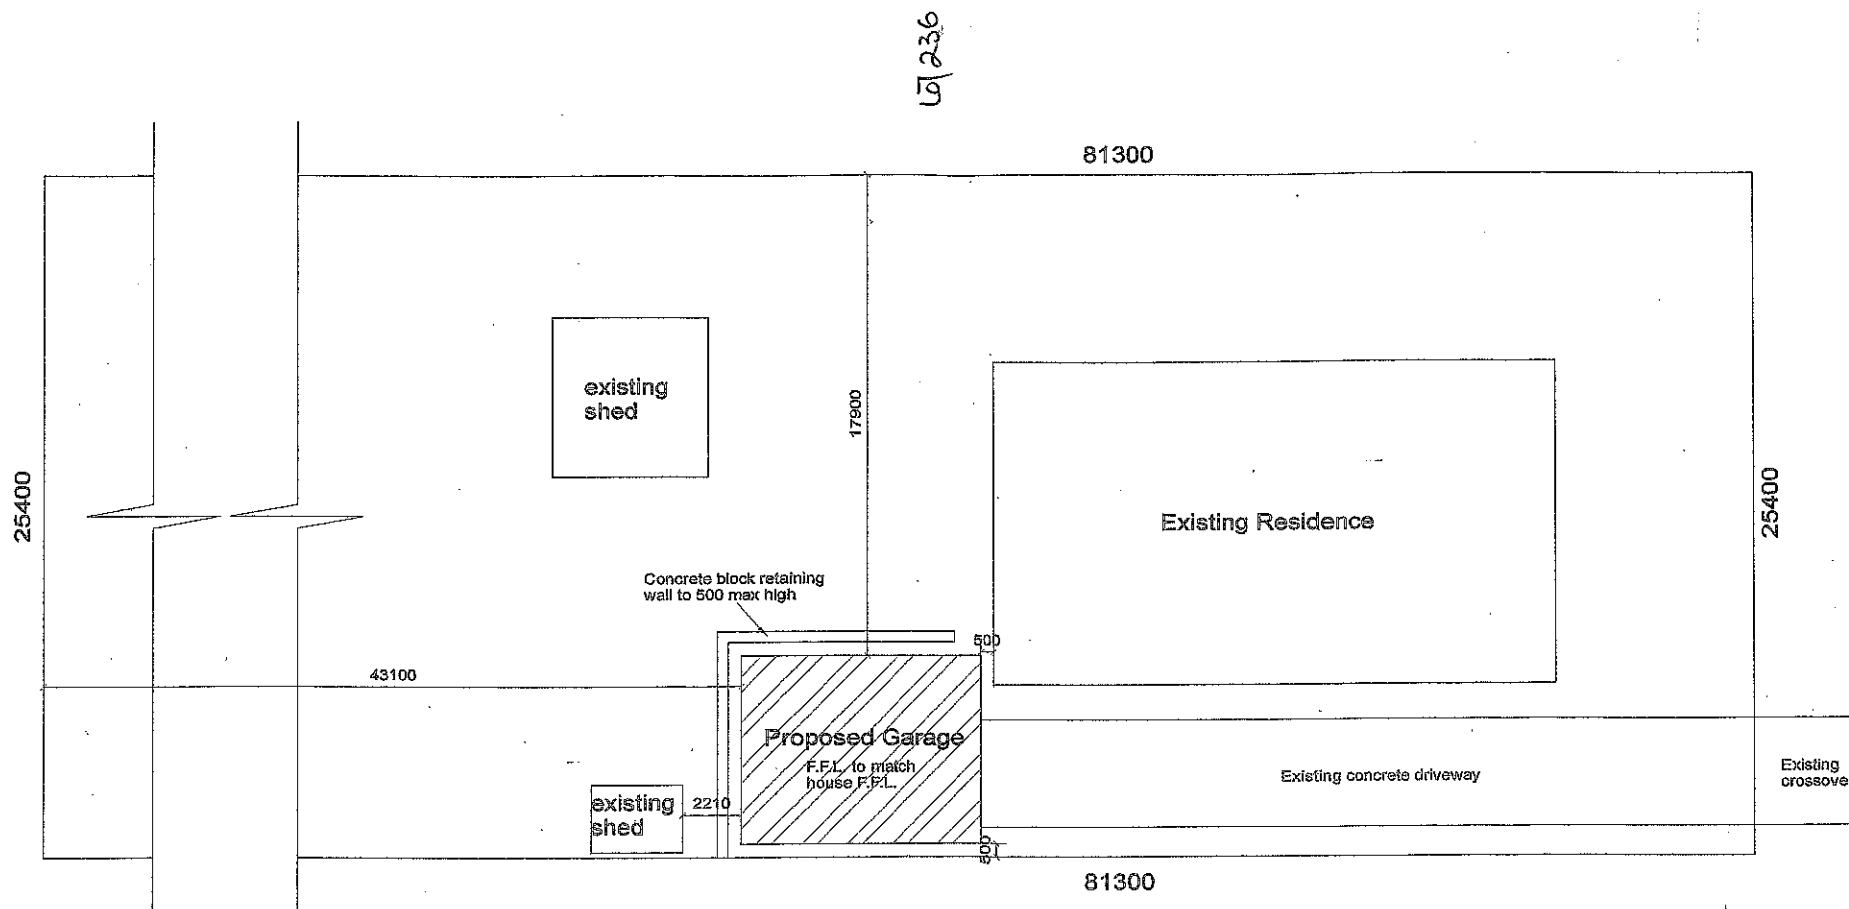 Lot 236
81300
existing
shed
17900
25400
Existing Residence
25400
Concrete block retaining
wall to 500 max high
500
43100
Proposed Garage
F.F.L. to match
house F.F.L.
Existing concrete driveway
Existing
crossove
existing
shed
2210
500
81300